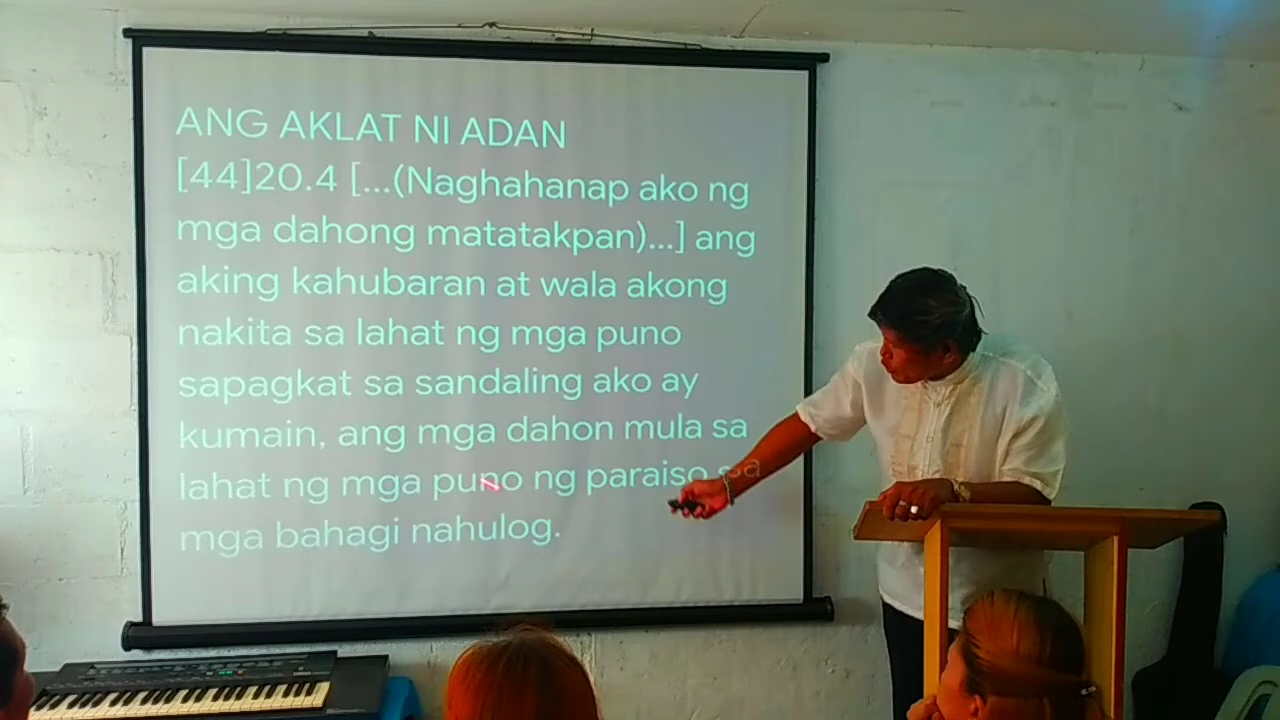 ANG AKLAT NI ADAN
[44]20.4 [...(Naghahanap ako ng
mga dahong matatakpan)...] ang
aking kahubaran at wala akong
nakita sa lahat ng mga puno
sapagkat sa sandaling ako ay
kumain, ang mga dahon mula sa
lahat ng mga puno ng paraiso sa
mga bahagi nahulog.